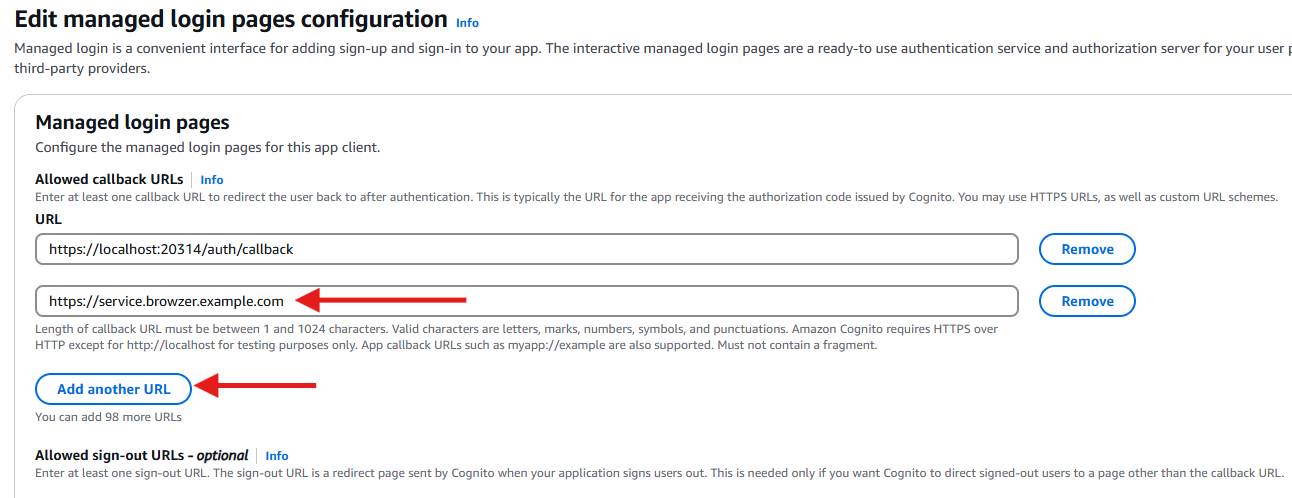 Edit managed login pages configuration Info
Managed login is a convenient interface for adding sign-up and sign-in to your app. The interactive managed login pages are a ready-to use authentication service and authorization server for your user
third-party providers.
Managed login pages
Configure the managed login pages for this app client.
Allowed callback URLs Info
Enter at least one callback URL to redirect the user back to after authentication. This is typically the URL for the app receiving the authorization code issued by Cognito. You may use HTTPS URLs, as well as custom URL schemes.
URL
https://localhost:20314/auth/callback Remove
https://service.browzer.example.com Remove
Length of callback URL must be between 1 and 1024 characters. Valid characters are letters, marks, numbers, symbols, and punctuations. Amazon Cognito requires HTTPS over
HTTP except for http://localhost for testing purposes only. App callback URLs such as myapp://example are also supported. Must not contain a fragment.
Add another URL
You can add 98 more URLs
Allowed sign-out URLs - optional Info
Enter at least one sign-out URL. The sign-out URL is a redirect page sent by Cognito when your application signs users out. This is needed only if you want Cognito to direct signed-out users to a page other than the callback URL.